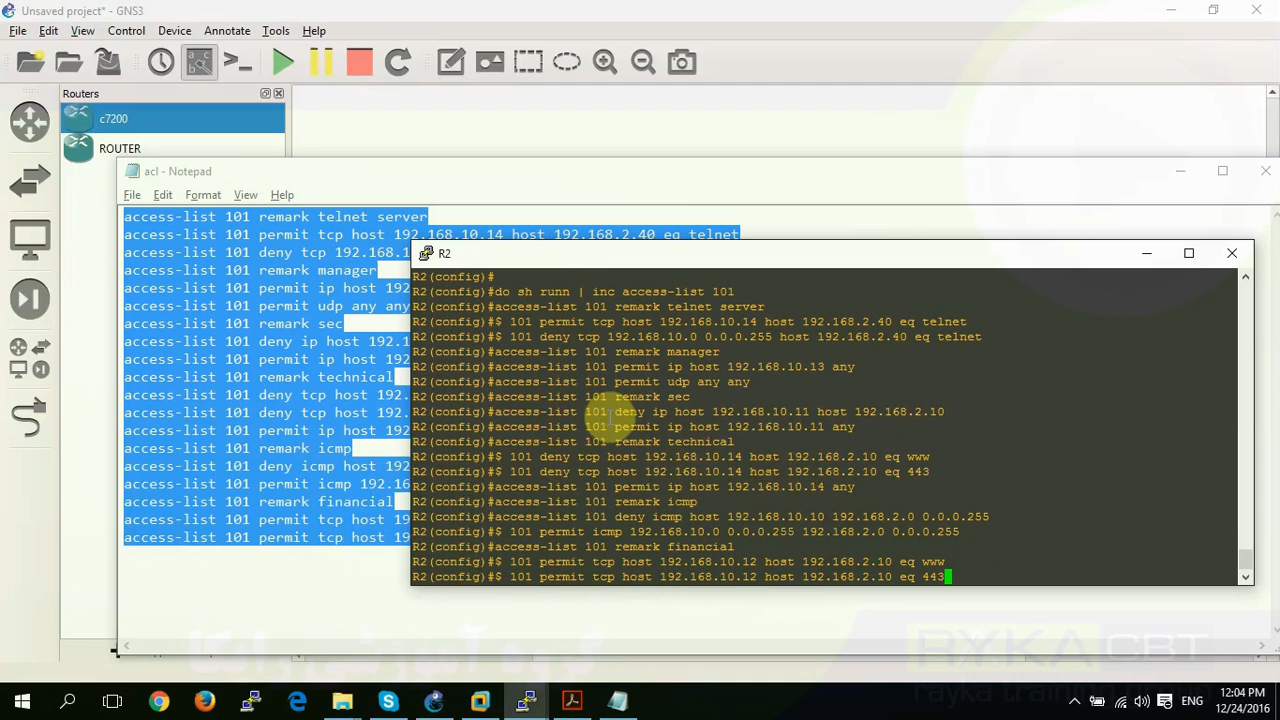 Unsaved project* - GNS3
File Edit View Control Device Annotate Tools Help
Routers
c7200
ROUTER
acl - Notepad
File Edit Format View Help
access-list 101 remark telnet server
access-list 101 permit tcp host 192.168.10.14 host 192.168.2.40 eq telnet
access-list 101 deny tcp 192.168.1
access-list 101 remark manager
access-list 101 permit ip host 192
access-list 101 permit udp any any
access-list 101 remark sec
access-list 101 deny ip host 192.1
access-list 101 permit ip host 192
access-list 101 remark technical
access-list 101 deny tcp host 192.
access-list 101 deny tcp host 192.
access-list 101 permit ip host 192
access-list 101 remark icmp
access-list 101 deny icmp host 192
access-list 101 permit icmp 192.16
access-list 101 remark financial
access-list 101 permit tcp host 19
access-list 101 permit tcp host 19
R2
R2(config)#
R2(config)#do sh runn | inc access-list 101
R2(config)#access-list 101 remark telnet server
R2(config)#$ 101 permit tcp host 192.168.10.14 host 192.168.2.40 eq telnet
R2(config)#$ 101 deny tcp 192.168.10.0 0.0.0.255 host 192.168.2.40 eq telnet
R2(config)#access-list 101 remark manager
R2(config)#access-list 101 permit ip host 192.168.10.13 any
R2(config)#access-list 101 permit udp any any
R2(config)#access-list 101 remark sec
R2(config)#access-list 101 deny ip host 192.168.10.11 host 192.168.2.10
R2(config)#access-list 101 permit ip host 192.168.10.11 any
R2(config)#access-list 101 remark technical
R2(config)#$ 101 deny tcp host 192.168.10.14 host 192.168.2.10 eq www
R2(config)#$ 101 deny tcp host 192.168.10.14 host 192.168.2.10 eq 443
R2(config)#access-list 101 permit ip host 192.168.10.14 any
R2(config)#access-list 101 remark icmp
R2(config)#access-list 101 deny icmp host 192.168.10.10 192.168.2.0 0.0.0.255
R2(config)#$ 101 permit icmp 192.168.10.0 0.0.0.255 192.168.2.0 0.0.0.255
R2(config)#access-list 101 remark financial
R2(config)#$ 101 permit tcp host 192.168.10.12 host 192.168.2.10 eq www
R2(config)#$ 101 permit tcp host 192.168.10.12 host 192.168.2.10 eq 443
RYKA CBT
12:04 PM
12/24/2016